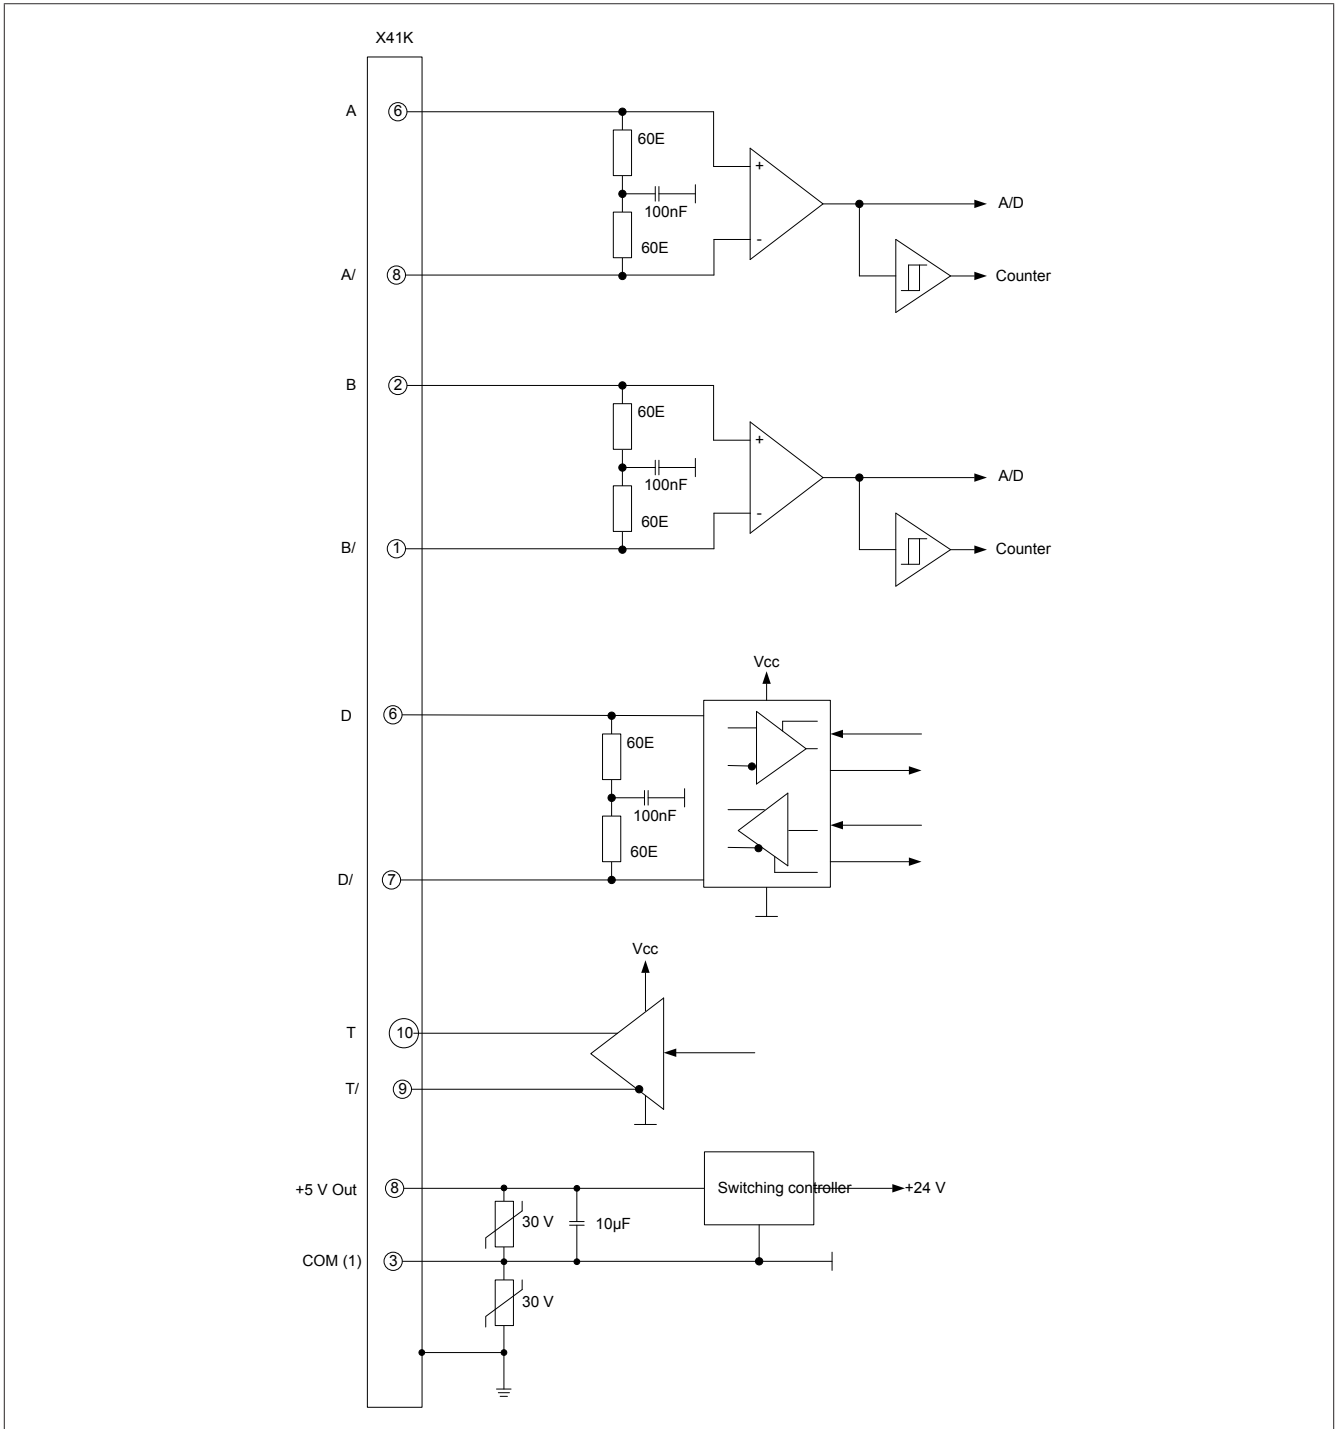 X41K
A 6
60E
+
100nF
A/D
60E
-
A/ 8
Counter
B 2
60E
+
100nF
A/D
60E
-
B/ 1
Counter
Vcc
D 6
60E
100nF
60E
D/ 7
Vcc
T 10
T/ 9
+5 V Out 8
Switching controller
+24 V
30 V
10µF
COM (1) 3
30 V